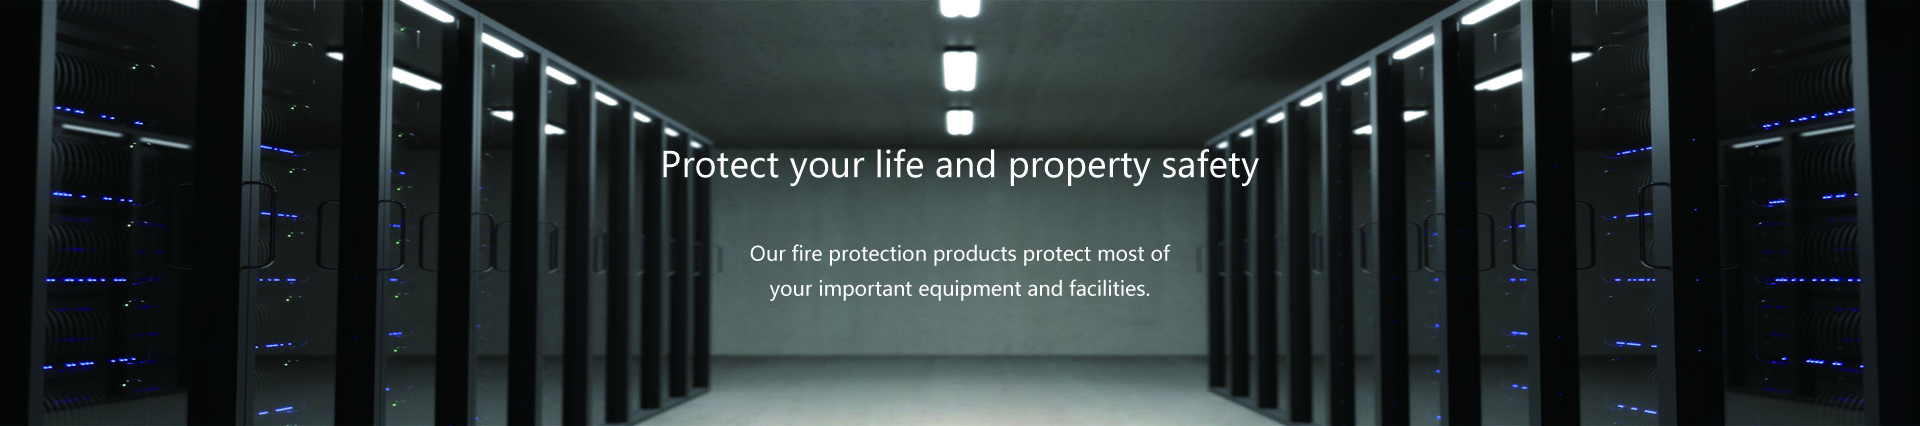 Protect your life and property safety
Our fire protection products protect most of
your important equipment and facilities.